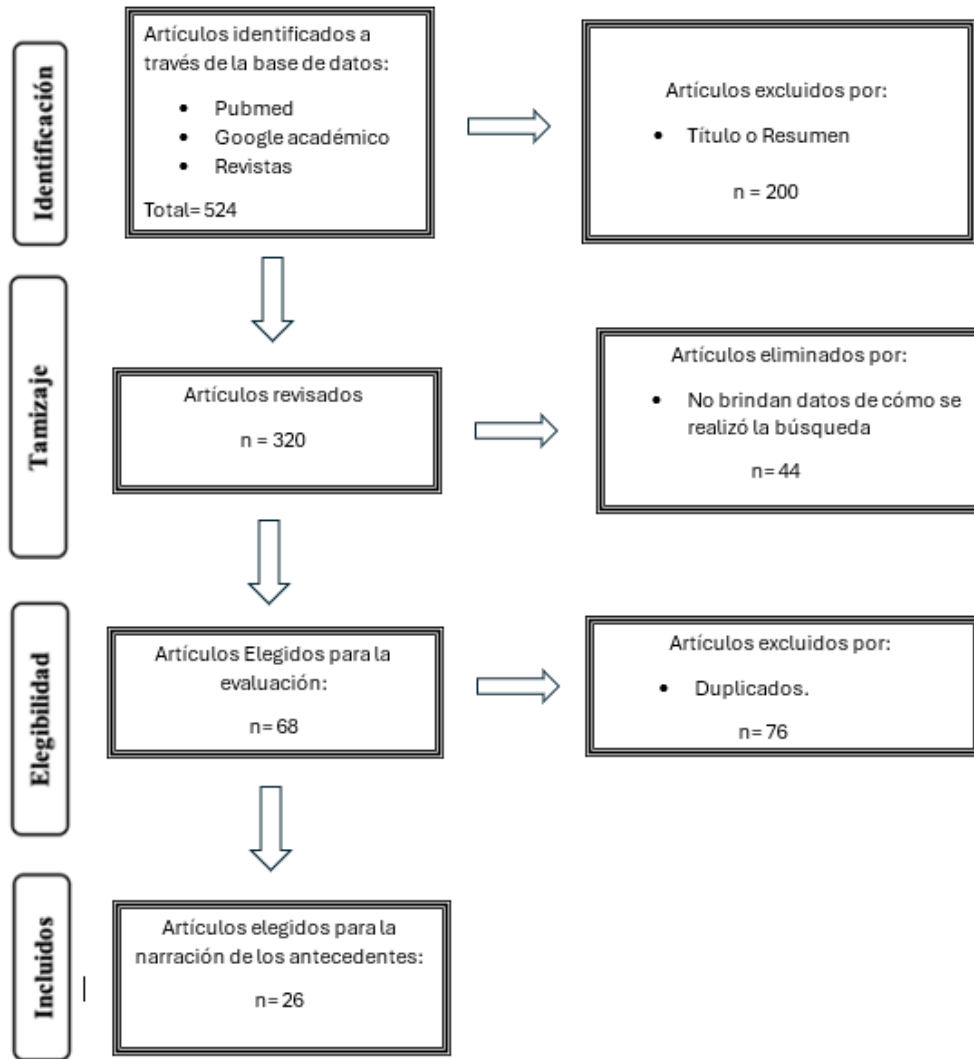 Identificación
Artículos identificados a
través de la base de datos:
• Pubmed
• Google académico
• Revistas
Total= 524
Artículos excluidos por:
• Título o Resumen
n = 200
Tamizaje
Artículos revisados
n = 320
Artículos eliminados por:
• No brindan datos de cómo se
realizó la búsqueda
n= 44
Elegibilidad
Artículos Elegidos para la
evaluación:
n= 68
Artículos excluidos por:
• Duplicados.
n= 76
Incluidos
Artículos elegidos para la
narración de los antecedentes:
n= 26